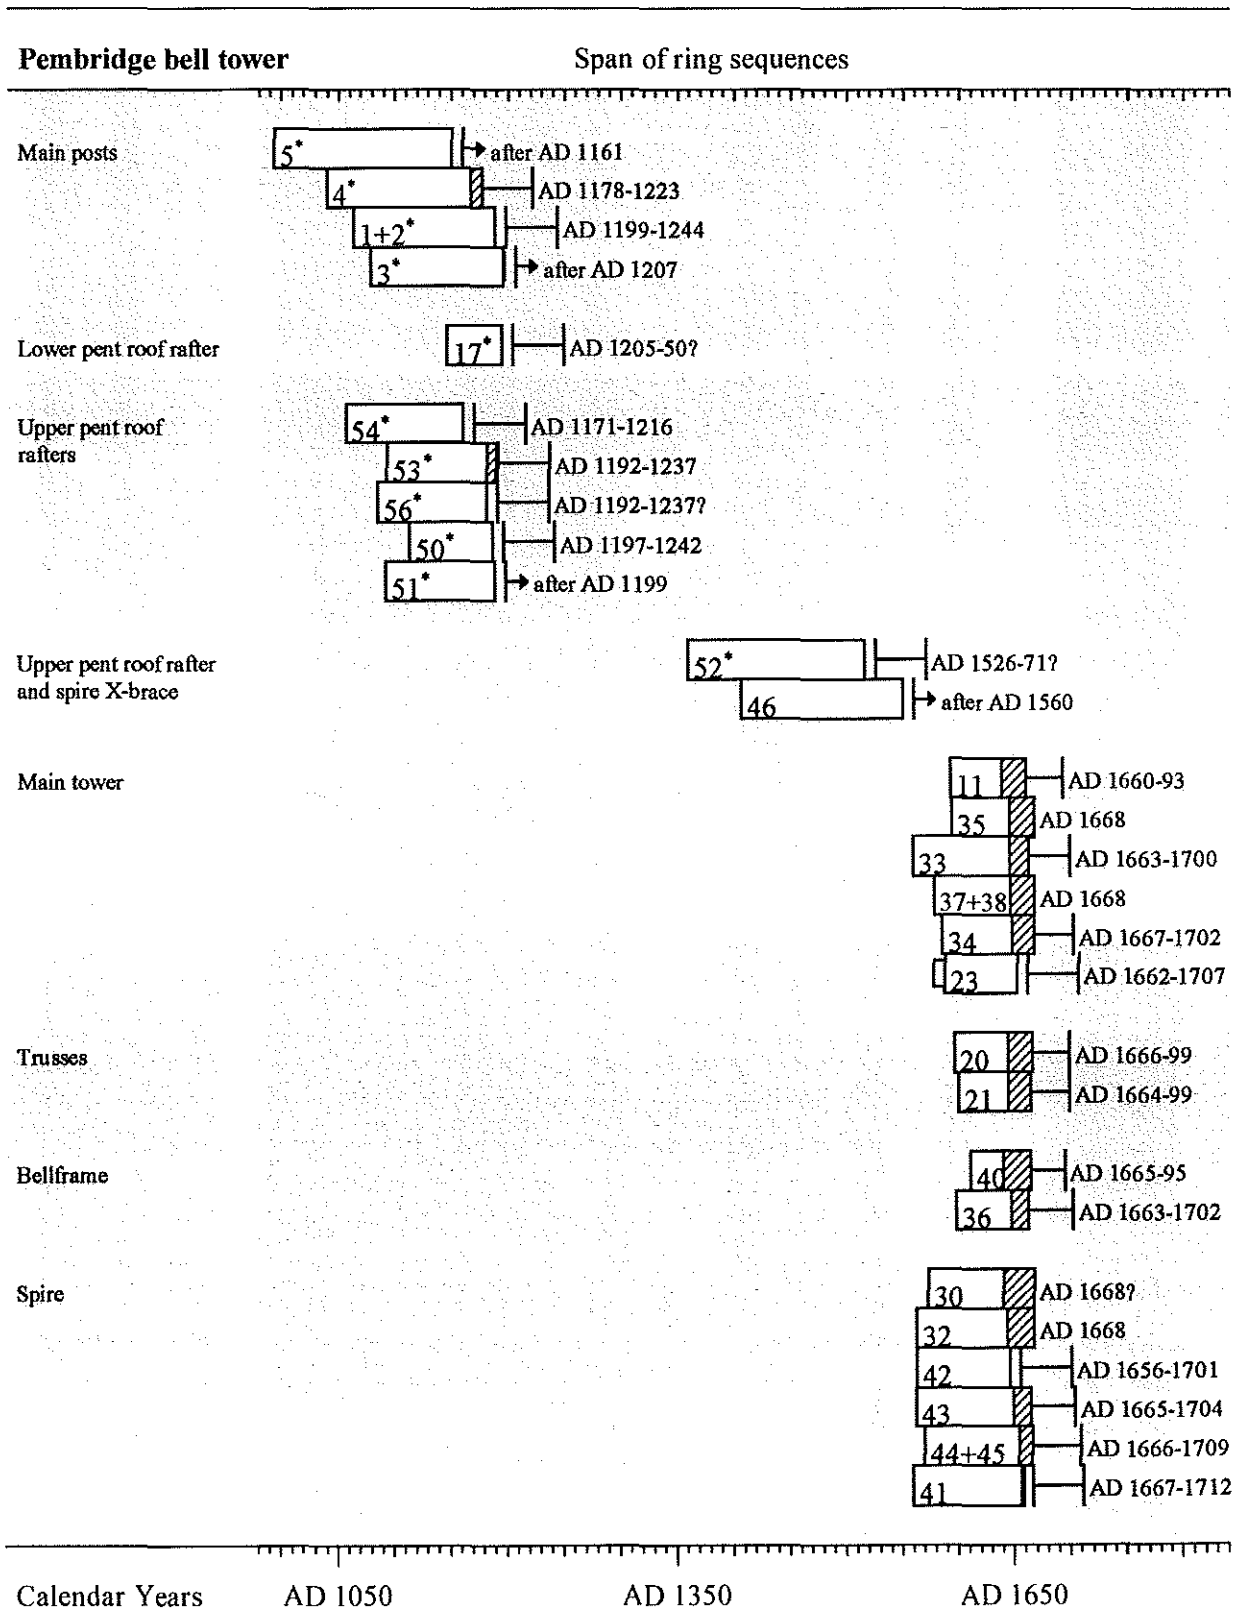 Pembridge bell tower Span of ring sequences
Main posts
5* after AD 1161
4* AD 1178-1223
1+2* AD 1199-1244
3* after AD 1207
Lower pent roof rafter 17* AD 1205-50?
Upper pent roof
rafters
54* AD 1171-1216
53* AD 1192-1237
56* AD 1192-1237?
50* AD 1197-1242
51* after AD 1199
Upper pent roof rafter
and spire X-brace
52* AD 1526-71?
46 after AD 1560
Main tower
11 AD 1660-93
35 AD 1668
33 AD 1663-1700
37+38 AD 1668
34 AD 1667-1702
23 AD 1662-1707
Trusses
20 AD 1666-99
21 AD 1664-99
Bellframe
40 AD 1665-95
36 AD 1663-1702
Spire
30 AD 1668?
32 AD 1668
42 AD 1656-1701
43 AD 1665-1704
44+45 AD 1666-1709
41 AD 1667-1712
Calendar Years AD 1050 AD 1350 AD 1650